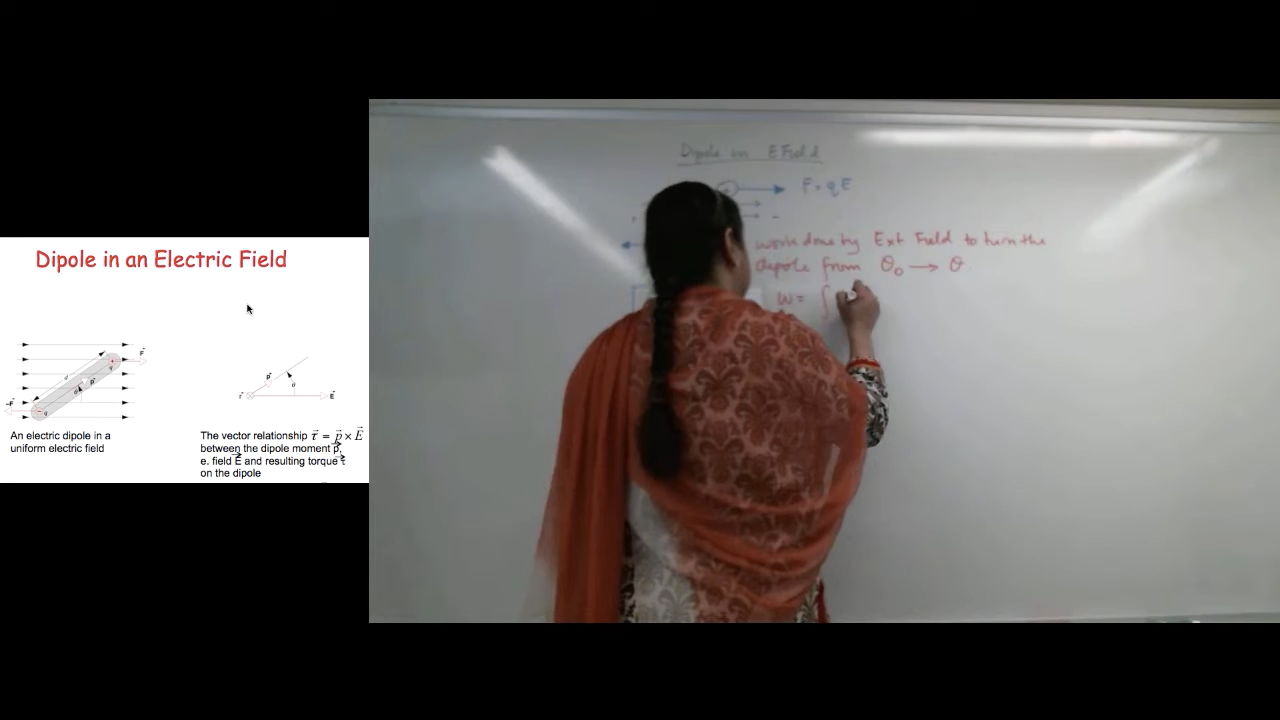 Dipole in an Electric Field
F
d
p
θ
-F
q
p
θ
τ
E
An electric dipole in a
uniform electric field
The vector relationship τ = p × E
between the dipole moment p,
e. field E and resulting torque τ
on the dipole
Dipole in E Field
F = qE
work done by Ext Field to turn the
dipole from θ₀ → θ
W = ∫